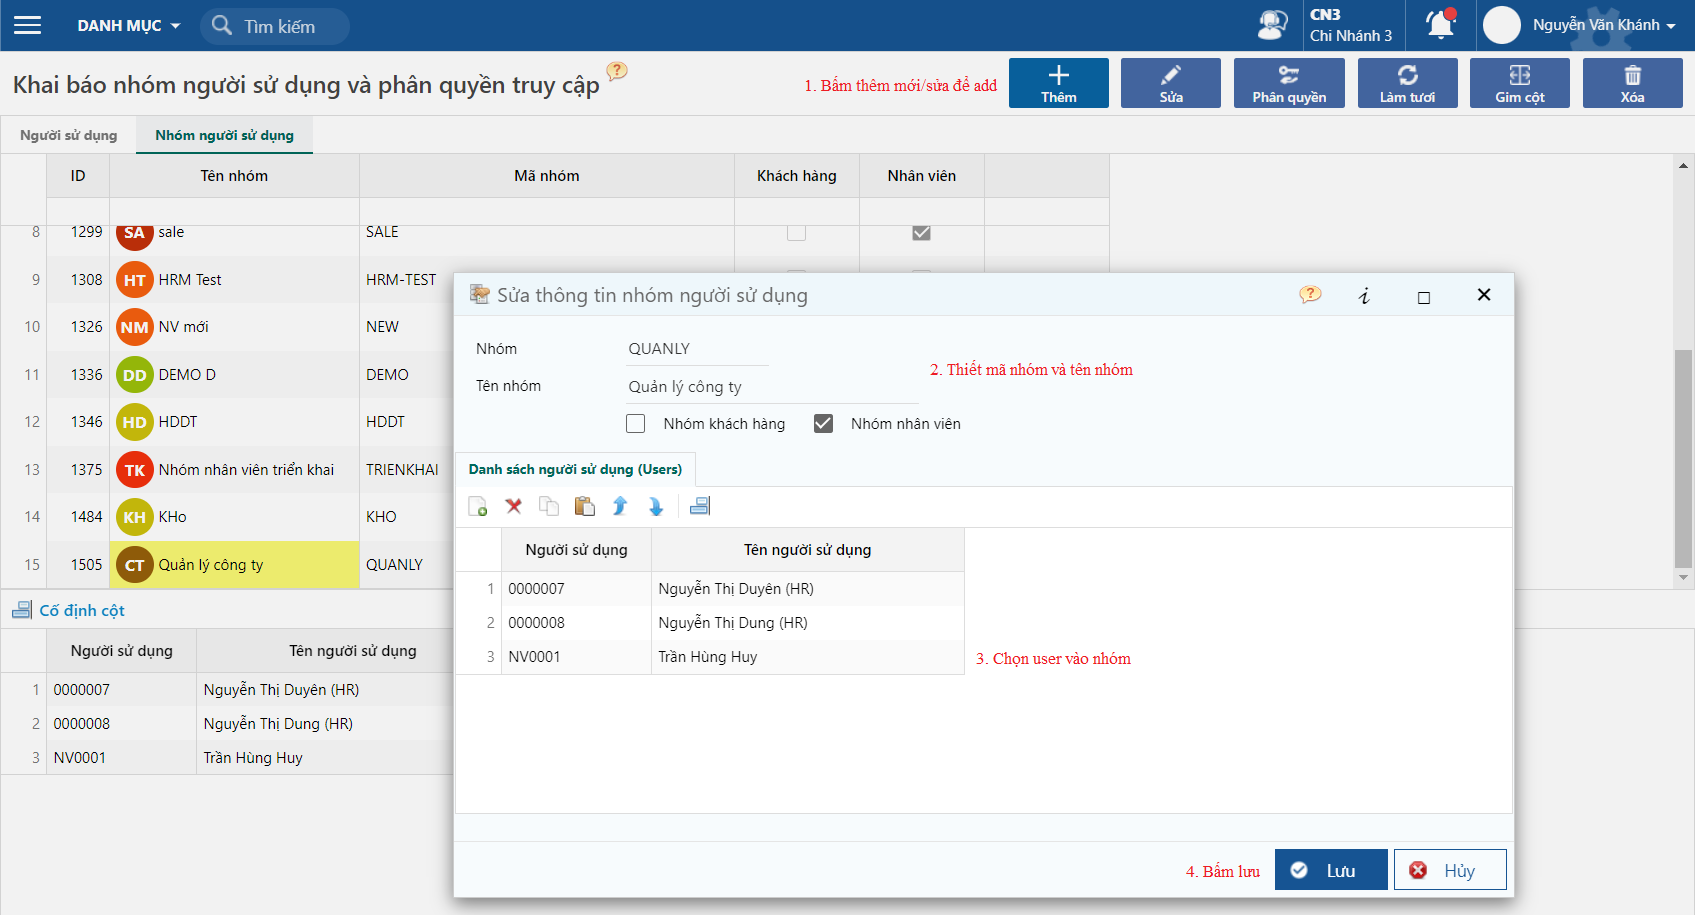 DANH MỤC
Tìm kiếm
CN3
Chi Nhánh 3
Nguyễn Văn Khánh
Khai báo nhóm người sử dụng và phân quyền truy cập
?
1. Bấm thêm mới/sửa để add
Thêm
Sửa
Phân quyền
Làm tươi
Gim cột
Xóa
Người sử dụng
Nhóm người sử dụng
ID Tên nhóm Mã nhóm Khách hàng Nhân viên
8 1299 SA sale SALE
9 1308 HT HRM Test HRM-TEST
10 1326 NM NV mới NEW
11 1336 DD DEMO D DEMO
12 1346 HD HDDT HDDT
13 1375 TK Nhóm nhân viên triển khai TRIENKHAI
14 1484 KH KHo KHO
15 1505 CT Quản lý công ty QUANLY
Cố định cột
Người sử dụng Tên người sử dụng
1 0000007 Nguyễn Thị Duyên (HR)
2 0000008 Nguyễn Thị Dung (HR)
3 NV0001 Trần Hùng Huy
Sửa thông tin nhóm người sử dụng
? i
Nhóm QUANLY
2. Thiết mã nhóm và tên nhóm
Tên nhóm Quản lý công ty
Nhóm khách hàng Nhóm nhân viên
Danh sách người sử dụng (Users)
Người sử dụng Tên người sử dụng
1 0000007 Nguyễn Thị Duyên (HR)
2 0000008 Nguyễn Thị Dung (HR)
3 NV0001 Trần Hùng Huy
3. Chọn user vào nhóm
4. Bấm lưu
Lưu
Hủy